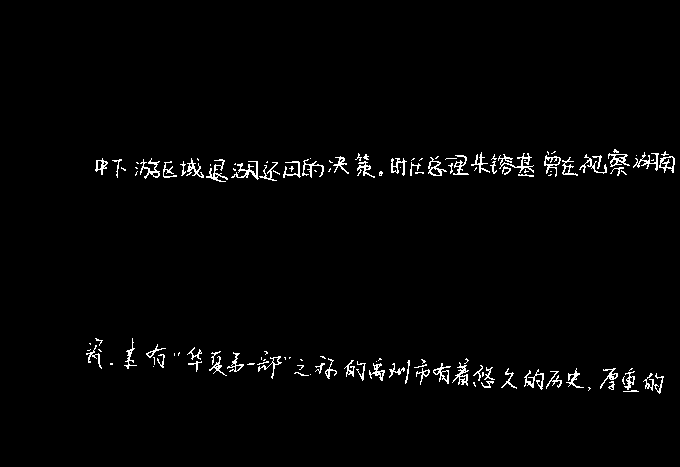 中下游区域退湖还田的决策。时任总理朱镕基曾在视察湖南
瓷.素有"华夏第一都"之称的禹州市有着悠久的历史,厚重的